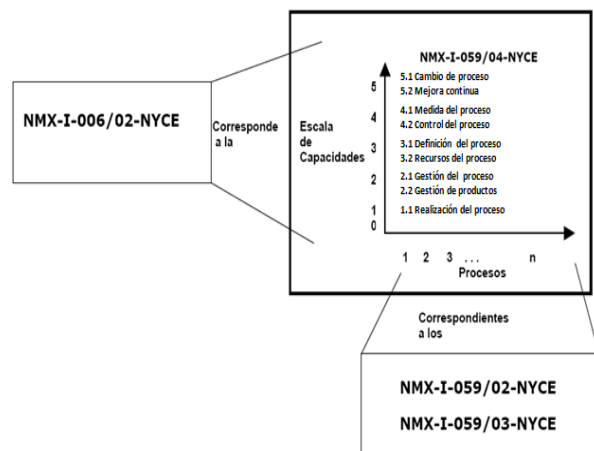 NMX-I-059/04-NYCE
5.1 Cambio de proceso
5.2 Mejora continua
4.1 Medida del proceso
4.2 Control del proceso
3.1 Definición del proceso
3.2 Recursos del proceso
2.1 Gestión del proceso
2.2 Gestión de productos
1.1 Realización del proceso
5
4
3
2
1
0
NMX-I-006/02-NYCE
Corresponde
a la
Escala
de
Capacidades
1 2 3 ... n
Procesos
Correspondientes
a los
NMX-I-059/02-NYCE
NMX-I-059/03-NYCE